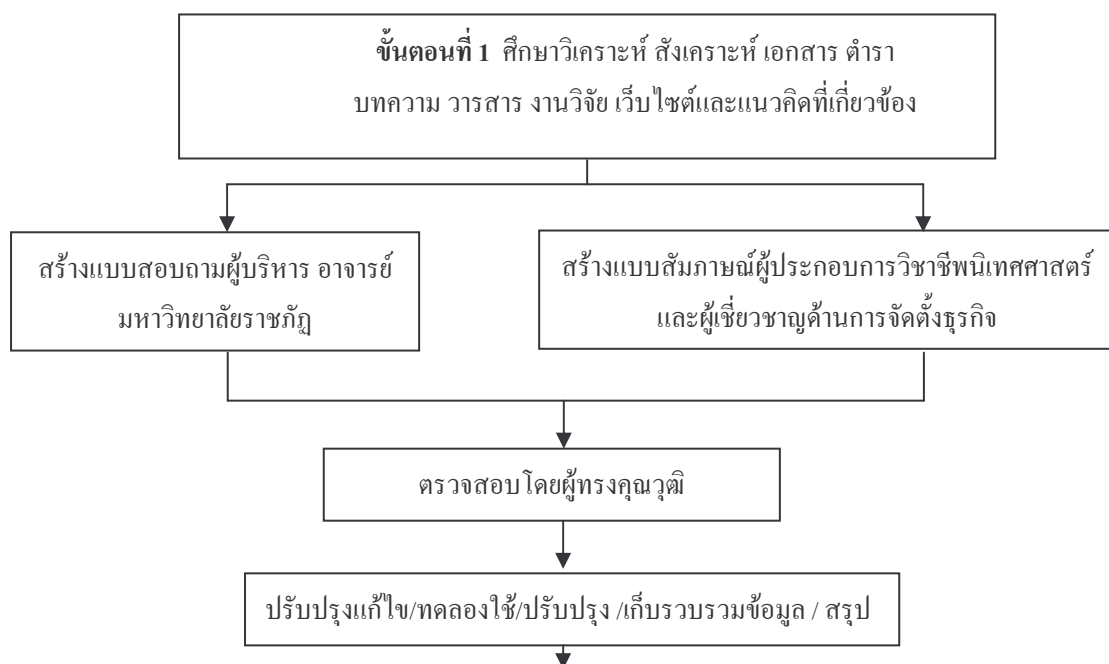 ขั้นตอนที่ 1 ศึกษาวิเคราะห์ สังเคราะห์ เอกสาร ตำรา
บทความ วารสาร งานวิจัย เว็บไซต์และแนวคิดที่เกี่ยวข้อง
สร้างแบบสอบถามผู้บริหาร อาจารย์
มหาวิทยาลัยราชภัฏ
สร้างแบบสัมภาษณ์ผู้ประกอบการวิชาชีพนิเทศศาสตร์
และผู้เชี่ยวชาญด้านการจัดตั้งธุรกิจ
ตรวจสอบโดยผู้ทรงคุณวุฒิ
ปรับปรุงแก้ไข/ทดลองใช้/ปรับปรุง /เก็บรวบรวมข้อมูล / สรุป